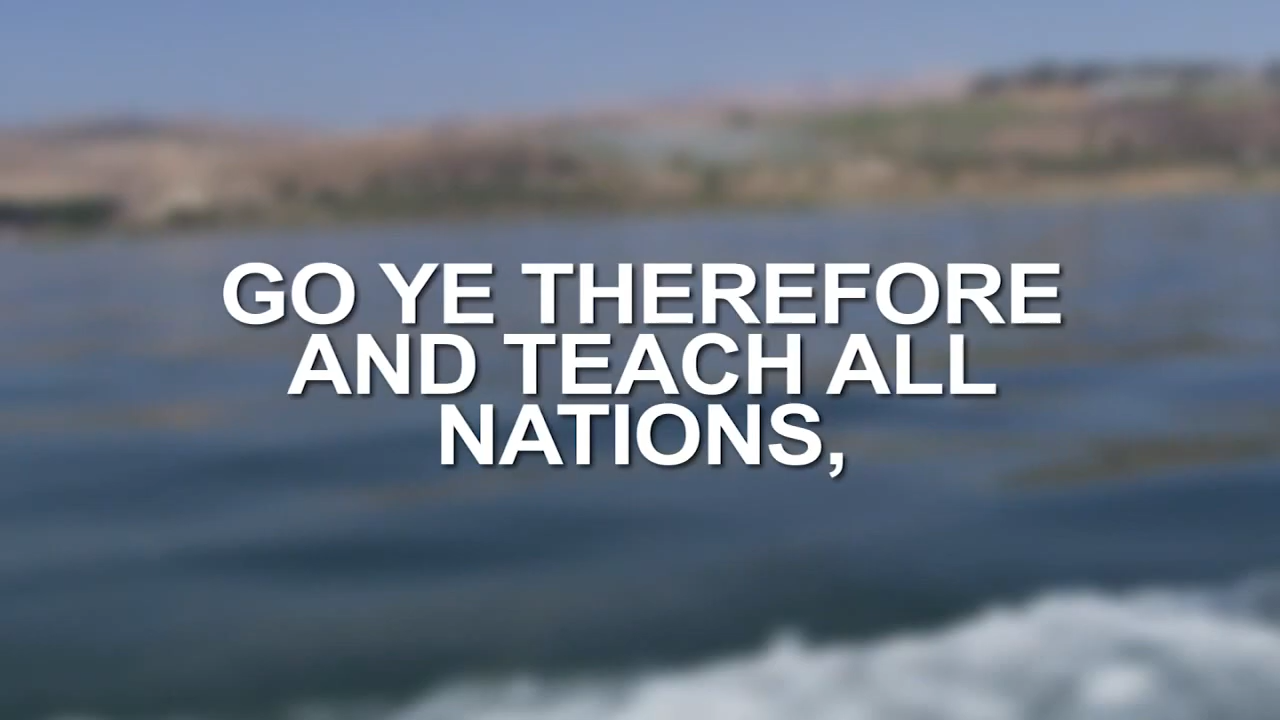 GO YE THEREFORE
AND TEACH ALL
NATIONS,